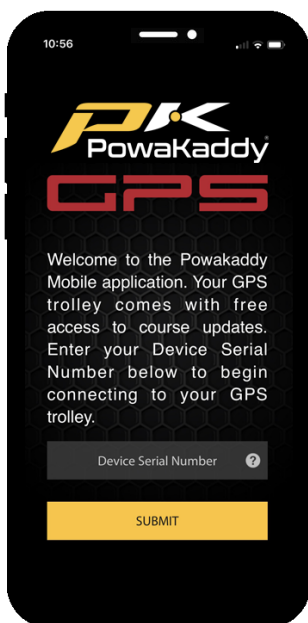 10:56
PK
PowaKaddy®
GPS
Welcome to the Powakaddy
Mobile application. Your GPS
trolley comes with free
access to course updates.
Enter your Device Serial
Number below to begin
connecting to your GPS
trolley.
Device Serial Number ?
SUBMIT